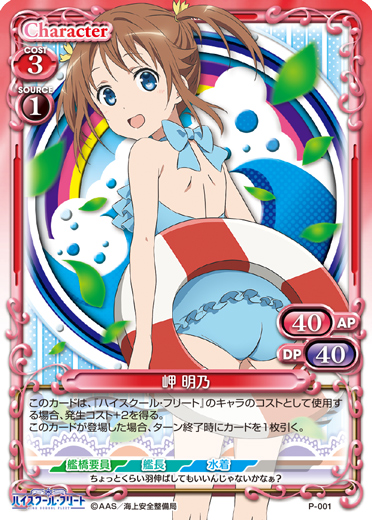 Character
COST
3
SOURCE
1
40 AP
DP 40
岬 明乃
このカードは、『ハイスクール・フリート』のキャラのコストとして使用す
る場合、発生コスト+2を得る。
このカードが登場した場合、ターン終了時にカードを1枚引く。
艦橋要員 艦長 水着
ちょっとくらい羽伸ばしてもいいんじゃないかなぁ?
ハイスクール・フリート
HIGH SCHOOL FLEET
©AAS/海上安全整備局 P-001